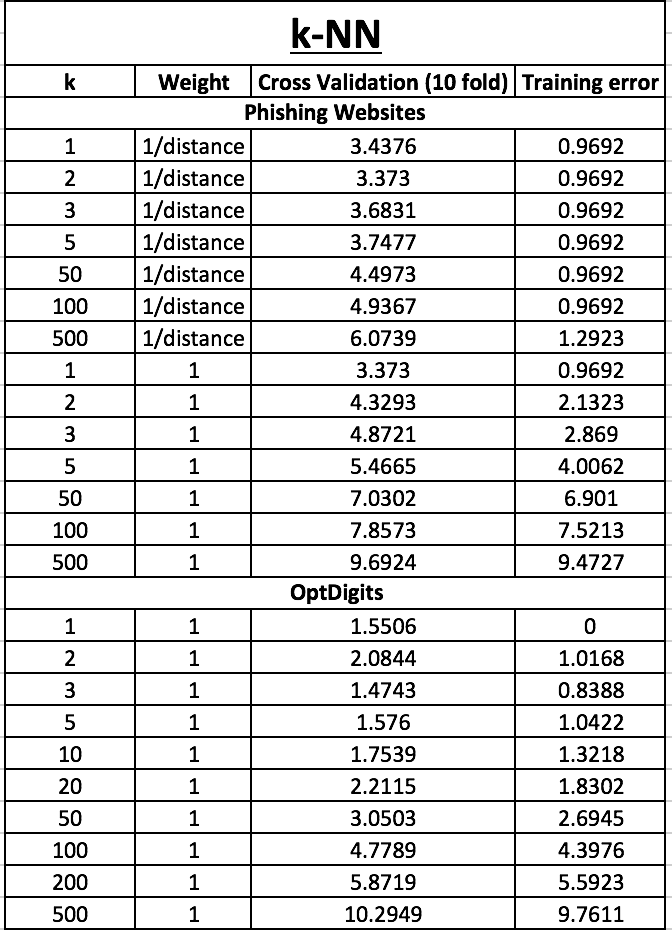 k-NN
k Weight Cross Validation (10 fold) Training error
Phishing Websites
1 1/distance 3.4376 0.9692
2 1/distance 3.373 0.9692
3 1/distance 3.6831 0.9692
5 1/distance 3.7477 0.9692
50 1/distance 4.4973 0.9692
100 1/distance 4.9367 0.9692
500 1/distance 6.0739 1.2923
1 1 3.373 0.9692
2 1 4.3293 2.1323
3 1 4.8721 2.869
5 1 5.4665 4.0062
50 1 7.0302 6.901
100 1 7.8573 7.5213
500 1 9.6924 9.4727
OptDigits
1 1 1.5506 0
2 1 2.0844 1.0168
3 1 1.4743 0.8388
5 1 1.576 1.0422
10 1 1.7539 1.3218
20 1 2.2115 1.8302
50 1 3.0503 2.6945
100 1 4.7789 4.3976
200 1 5.8719 5.5923
500 1 10.2949 9.7611